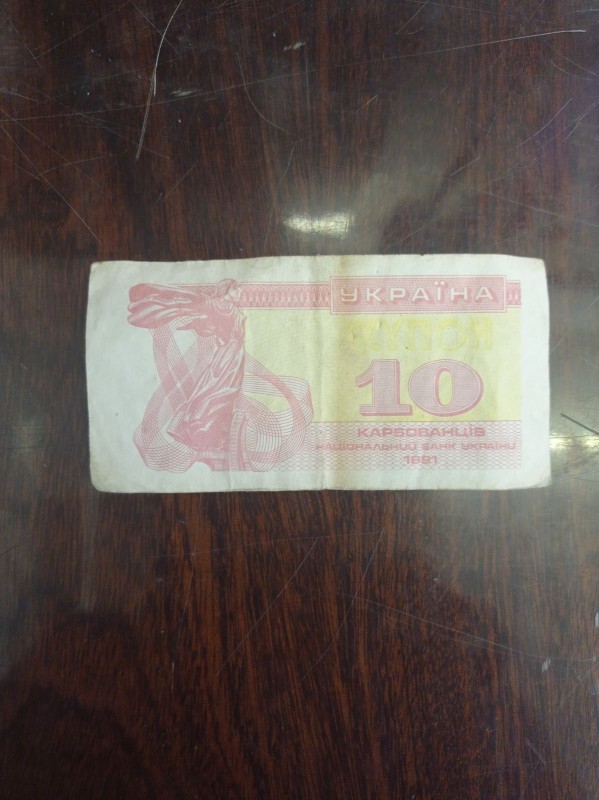 УКРАЇНА
КУПОН
10
КАРБОВАНЦІВ
НАЦІОНАЛЬНИЙ БАНК УКРАЇНИ
1991